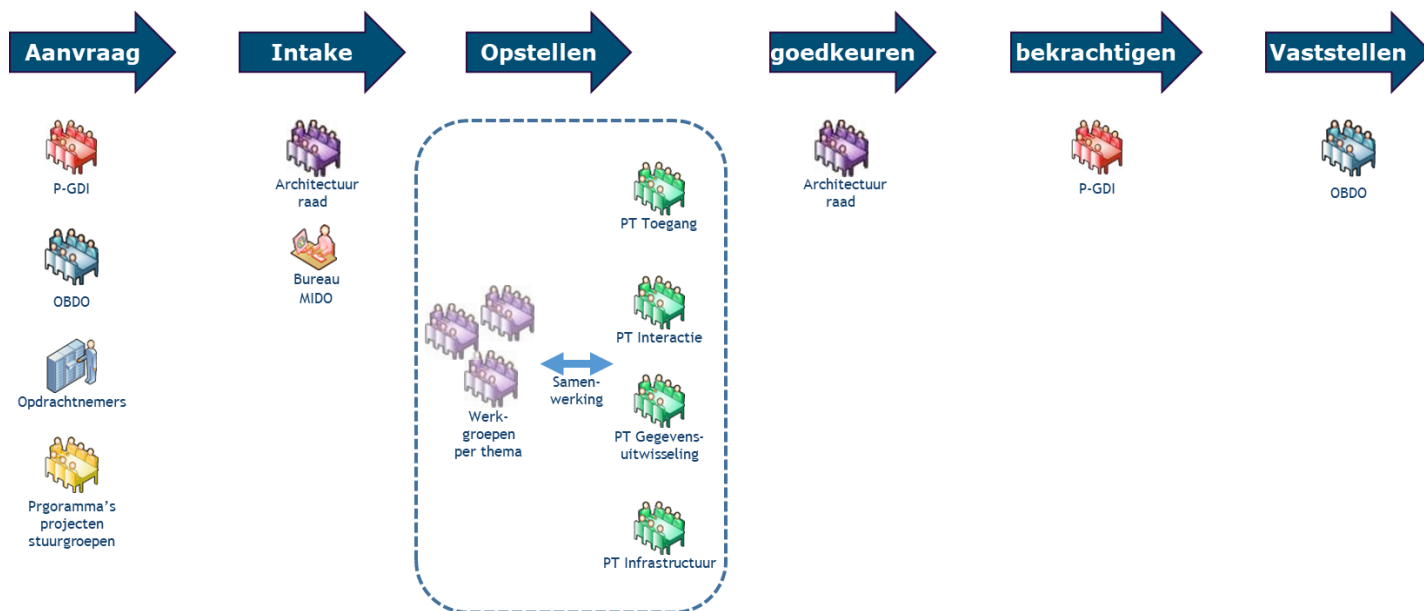 Aanvraag
Intake
Opstellen
goedkeuren
bekrachtigen
Vaststellen
P-GDI
OBDO
Opdrachtnemers
Prgoramma's
projecten
stuurgroepen
Architectuur
raad
Bureau
MIDO
Werk-
groepen
per thema
Samen-
werking
PT Toegang
PT Interactie
PT Gegevens-
uitwisseling
PT Infrastructuur
Architectuur
raad
P-GDI
OBDO